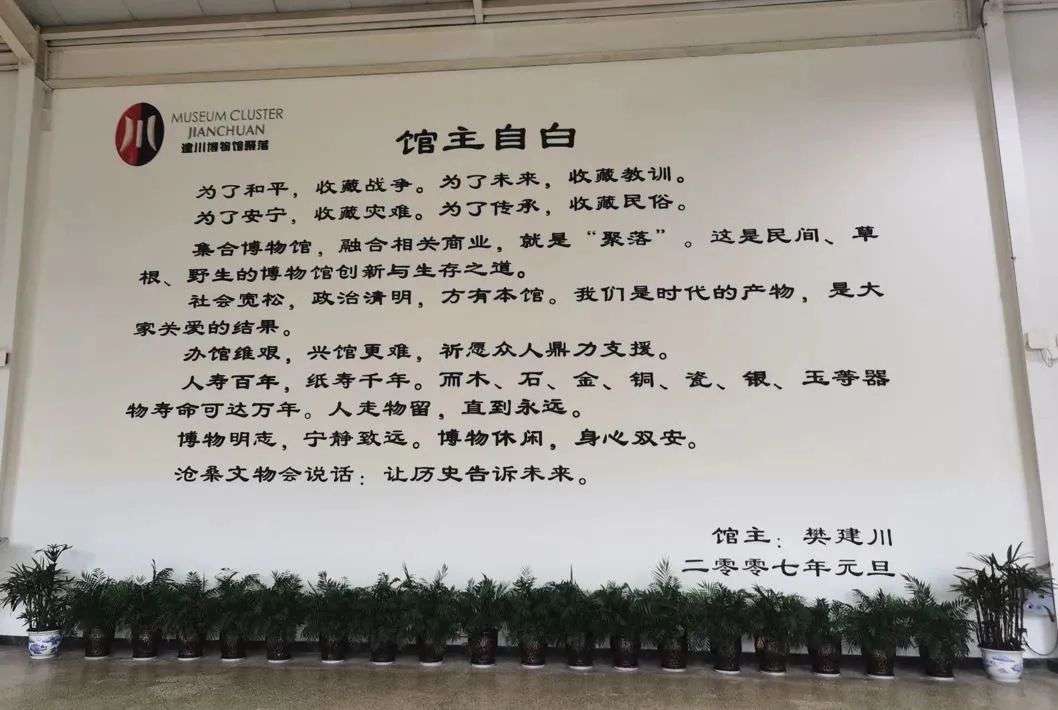 MUSEUM CLUSTER
JIANCHUAN
建川博物馆聚落
馆主自白
为了和平，收藏战争。为了未来，收藏教训。
为了安宁，收藏灾难。为了传承，收藏民俗。
集合博物馆，融合相关商业，就是“聚落”。这是民间、草
根、野生的博物馆创新与生存之道。
社会宽松，政治清明，方有本馆。我们是时代的产物，是大
家关爱的结果。
办馆维艰，兴馆更难，祈愿众人鼎力支援。
人寿百年，纸寿千年。而木、石、金、铜、瓷、银、玉等器
物寿命可达万年。人走物留，直到永远。
博物明志，宁静致远。博物休闲，身心双安。
沧桑文物会说话：让历史告诉未来。
馆主：樊建川
二零零七年元旦